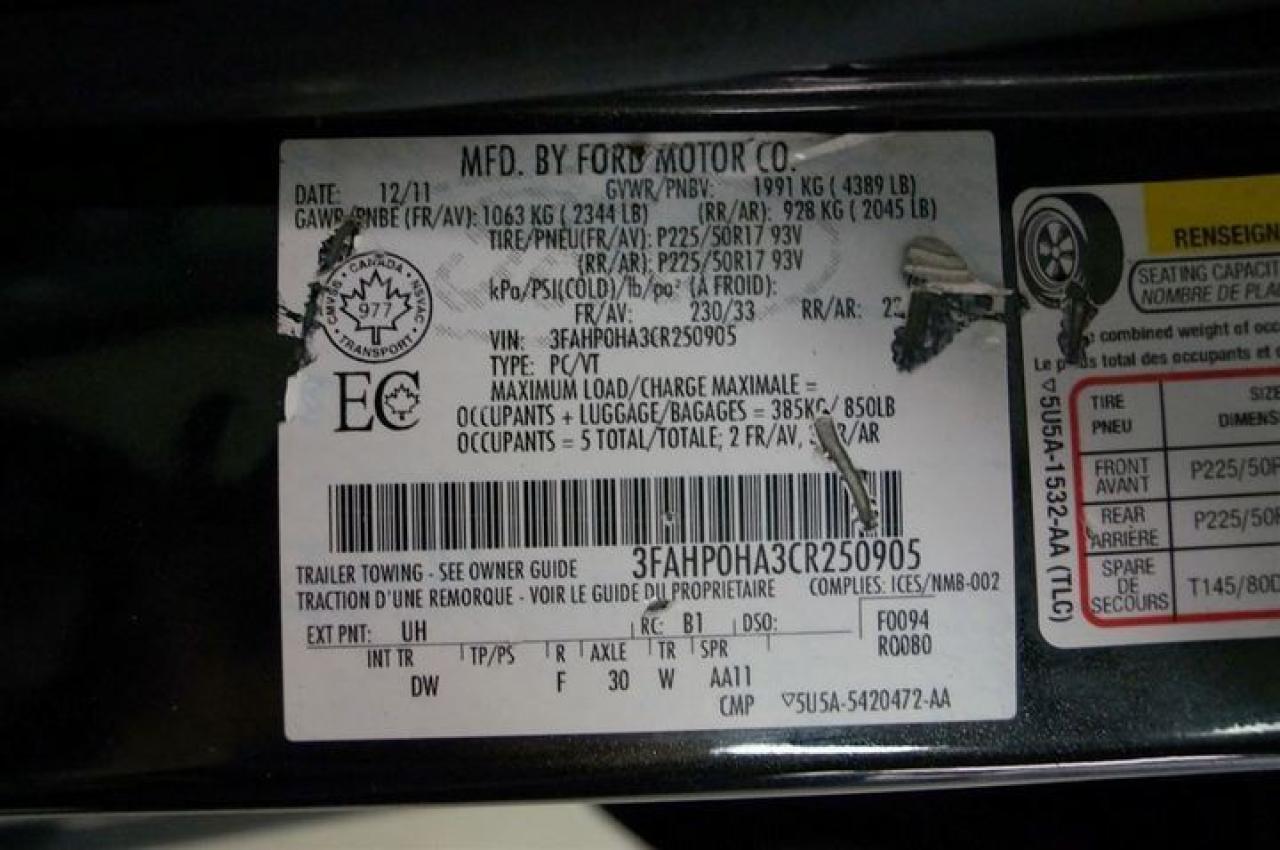 MFD. BY FORD MOTOR CO.
DATE: 12/11 GVWR/PNBV: 1991 KG ( 4389 LB)
GAWR/PNBE (FR/AV): 1063 KG ( 2344 LB) (RR/AR): 928 KG ( 2045 LB)
TIRE/PNEU(FR/AV): P225/50R17 93V
(RR/AR): P225/50R17 93V
kPa/PSI(COLD)/lb/po² (A FROID):
FR/AV: 230/33 RR/AR:
VIN: 3FAHP0HA3CR250905
TYPE: PC/VT
MAXIMUM LOAD/CHARGE MAXIMALE =
OCCUPANTS + LUGGAGE/BAGAGES = 385KG/ 850LB
OCCUPANTS = 5 TOTAL/TOTALE; 2 FR/AV, RR/AR
CANADA
CMVSS 977 NSVAC
TRANSPORT
EC
3FAHP0HA3CR250905
TRAILER TOWING - SEE OWNER GUIDE
TRACTION D'UNE REMORQUE - VOIR LE GUIDE DU PROPRIETAIRE COMPLIES: ICES/NMB-002
EXT PNT: UH RC: B1 DSO: F0094
R0080
INT TR TP/PS R AXLE TR SPR
DW F 30 W AA11
CMP ▽5U5A-5420472-AA
RENSEIGN
SEATING CAPACIT
NOMBRE DE PLA
combined weight of occ
Le total des occupants et
▽5U5A-1532-AA (TLC)
TIRE SIZE
PNEU DIMENS
FRONT
AVANT P225/50
REAR
ARRIÈRE P225/50
SPARE
DE
SECOURS T145/80